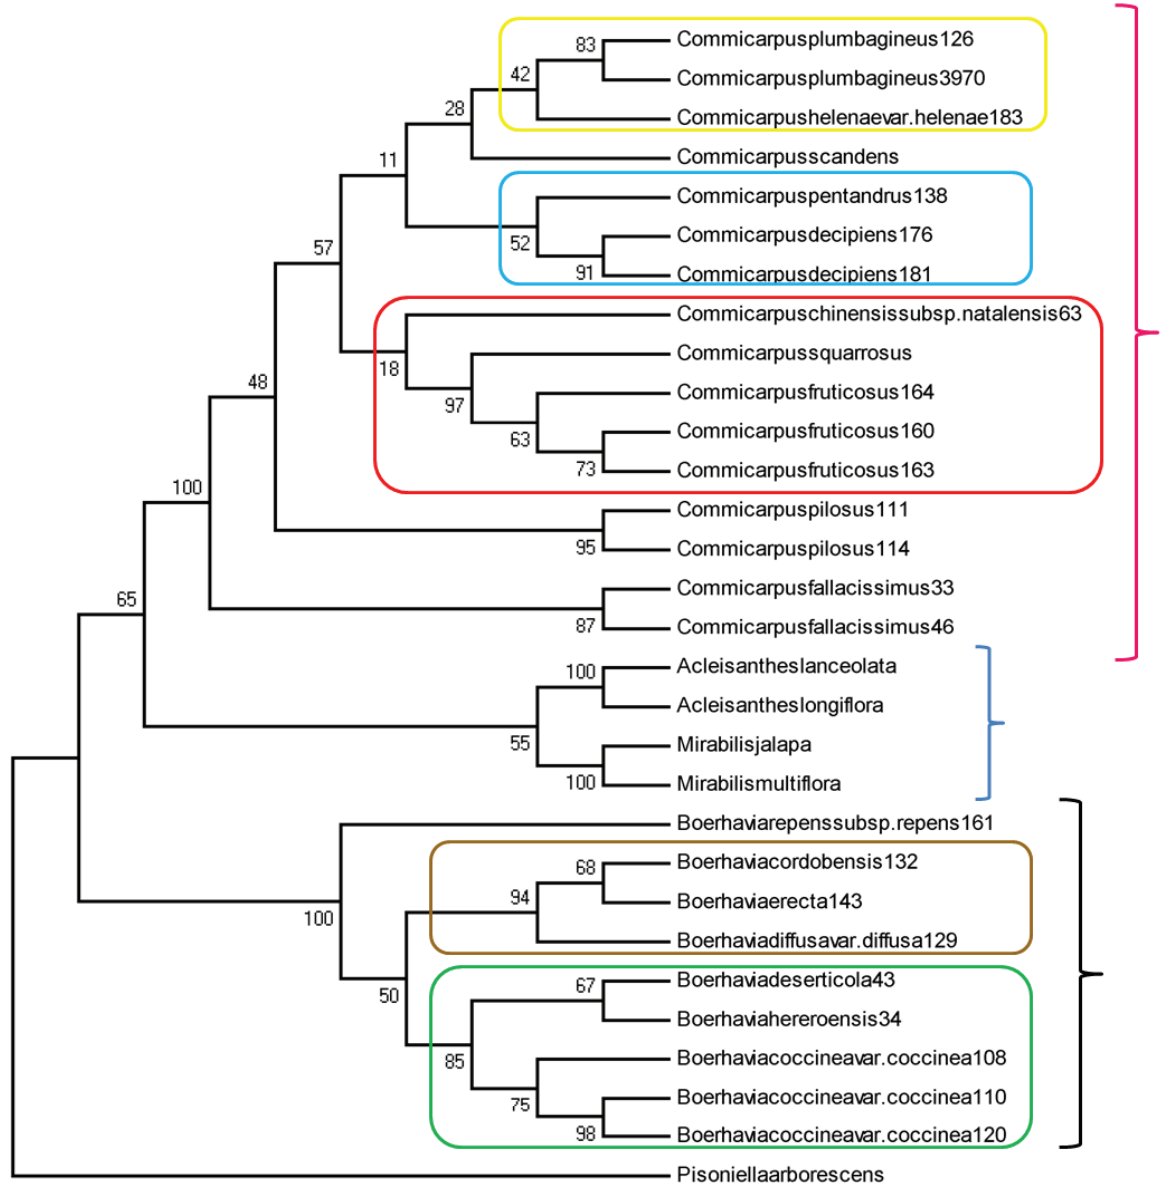 83
Commicarpusplumbagineus126
Commicarpusplumbagineus3970
42
Commicarpushelenaevar.helenae183
28
Commicarpusscandens
11
Commicarpuspentandrus138
52
Commicarpusdecipiens176
91
Commicarpusdecipiens181
57
Commicarpuschinensissubsp.natalensis63
18
Commicarpussquarrosus
97
Commicarpusfruticosus164
63
Commicarpusfruticosus160
73
Commicarpusfruticosus163
48
Commicarpuspilosus111
95
Commicarpuspilosus114
100
Commicarpusfallacissimus33
87
Commicarpusfallacissimus46
65
100
Acleisantheslanceolata
Acleisantheslongiflora
55
Mirabilisjalapa
100
Mirabilismultiflora
Boerhaviarepenssubsp.repens161
100
68
Boerhaviacordobensis132
94
Boerhaviaerecta143
Boerhaviadiffusavar.diffusa129
50
67
Boerhaviadeserticola43
Boerhaviahereroensis34
85
Boerhaviacoccineavar.coccinea108
75
Boerhaviacoccineavar.coccinea110
98
Boerhaviacoccineavar.coccinea120
Pisoniellaarborescens